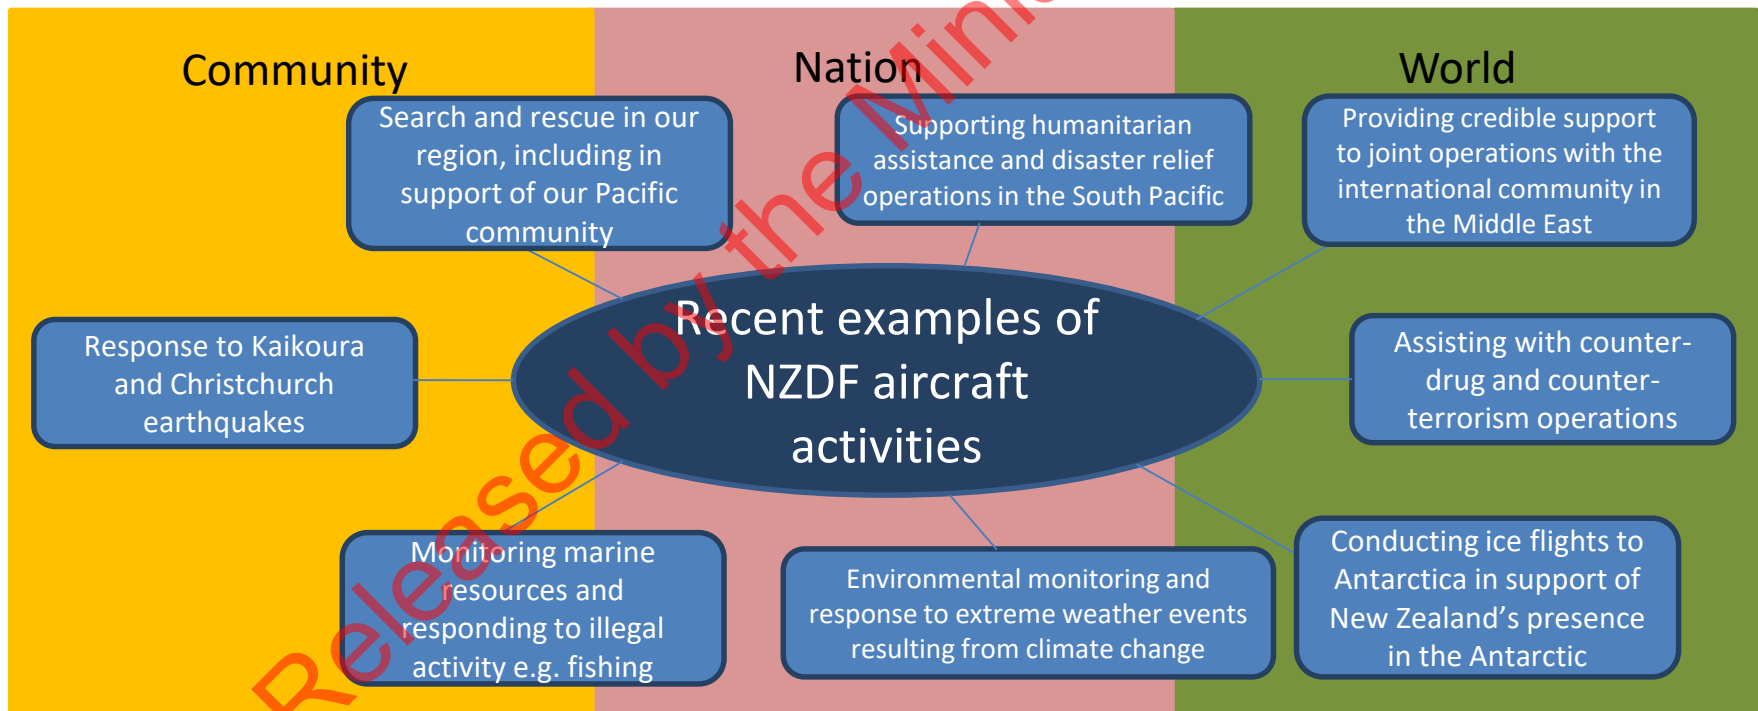 Community
Nation
World
Search and rescue in our
region, including in
support of our Pacific
community
Supporting humanitarian
assistance and disaster relief
operations in the South Pacific
Providing credible support
to joint operations with the
international community in
the Middle East
Response to Kaikoura
and Christchurch
earthquakes
Recent examples of
NZDF aircraft
activities
Assisting with counter-
drug and counter-
terrorism operations
Monitoring marine
resources and
responding to illegal
activity e.g. fishing
Environmental monitoring and
response to extreme weather events
resulting from climate change
Conducting ice flights to
Antarctica in support of
New Zealand’s presence
in the Antarctic
Released by the